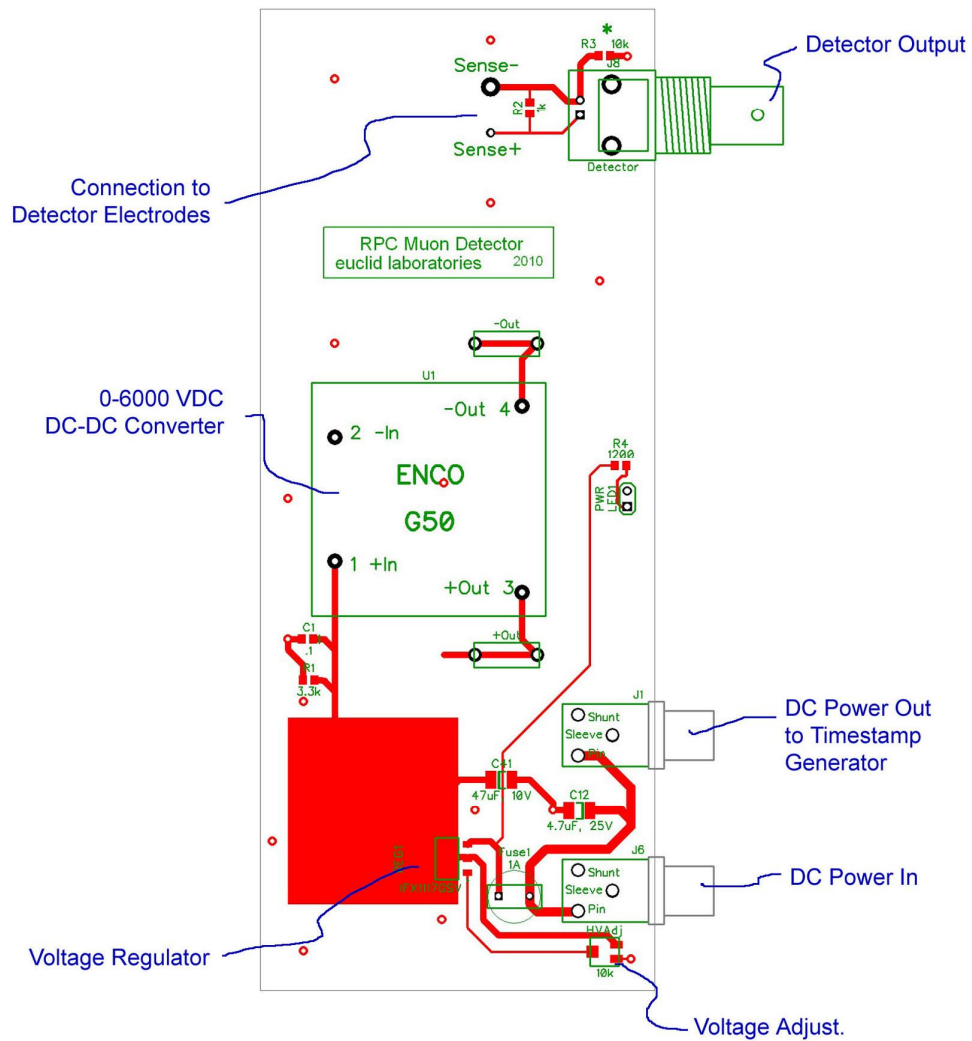 *
R3 10k
J8
Detector Output
Sense-
R2
1k
Sense+
Detector
Connection to
Detector Electrodes
RPC Muon Detector
euclid laboratories 2010
-Out
U1
0-6000 VDC
DC-DC Converter
-Out 4
2 -In
ENCO
G50
R4
1200
PWR
LED1
1 +In
+Out 3
C1
.1
+Out
R1
3.3k
J1
Shunt
Sleeve
Pin
DC Power Out
to Timestamp
Generator
C41
47uF 10V
C12
4.7uF, 25V
Fuse1
1A
J6
Shunt
Sleeve
Pin
DC Power In
HVAdj
10k
Voltage Regulator
Voltage Adjust.